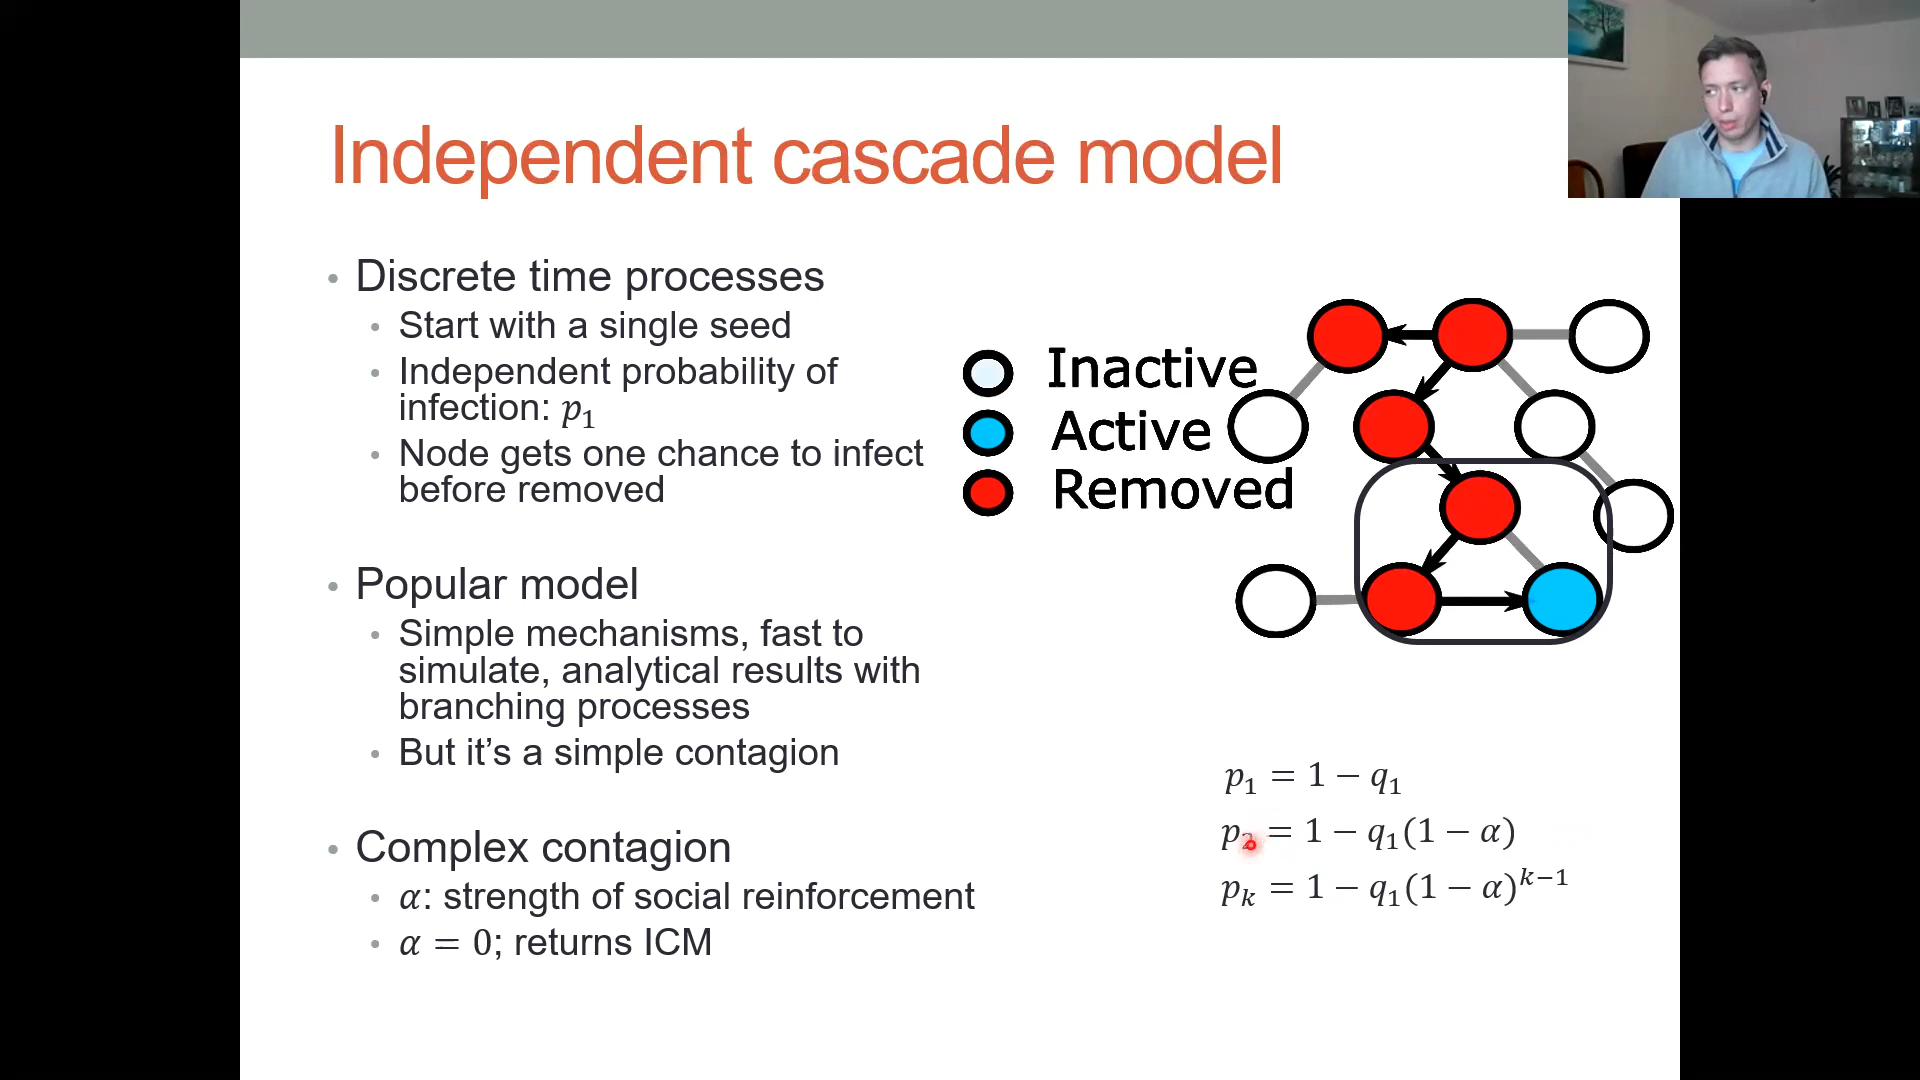 Independent cascade model
• Discrete time processes
• Start with a single seed
• Independent probability of
infection: p₁
• Node gets one chance to infect
before removed
• Popular model
• Simple mechanisms, fast to
simulate, analytical results with
branching processes
• But it's a simple contagion
• Complex contagion
• α: strength of social reinforcement
• α = 0; returns ICM
Inactive
Active
Removed
p₁ = 1 − q₁
p₂ = 1 − q₁(1 − α)
pₖ = 1 − q₁(1 − α)ᵏ⁻¹